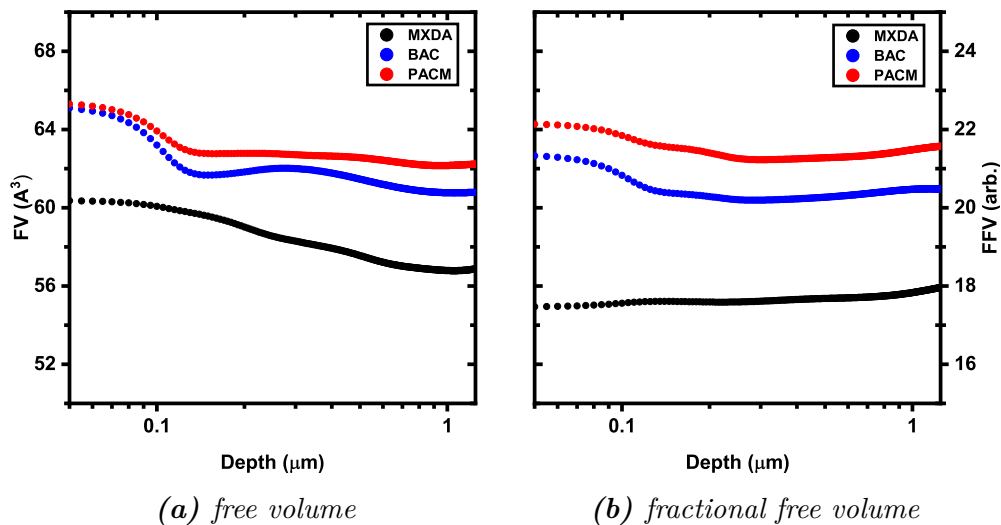 68
64
60
56
52
FV (A³)
0.1
1
Depth (μm)
MXDA
BAC
PACM
(a) free volume
24
22
20
18
16
FFV (arb.)
0.1
1
Depth (μm)
MXDA
BAC
PACM
(b) fractional free volume